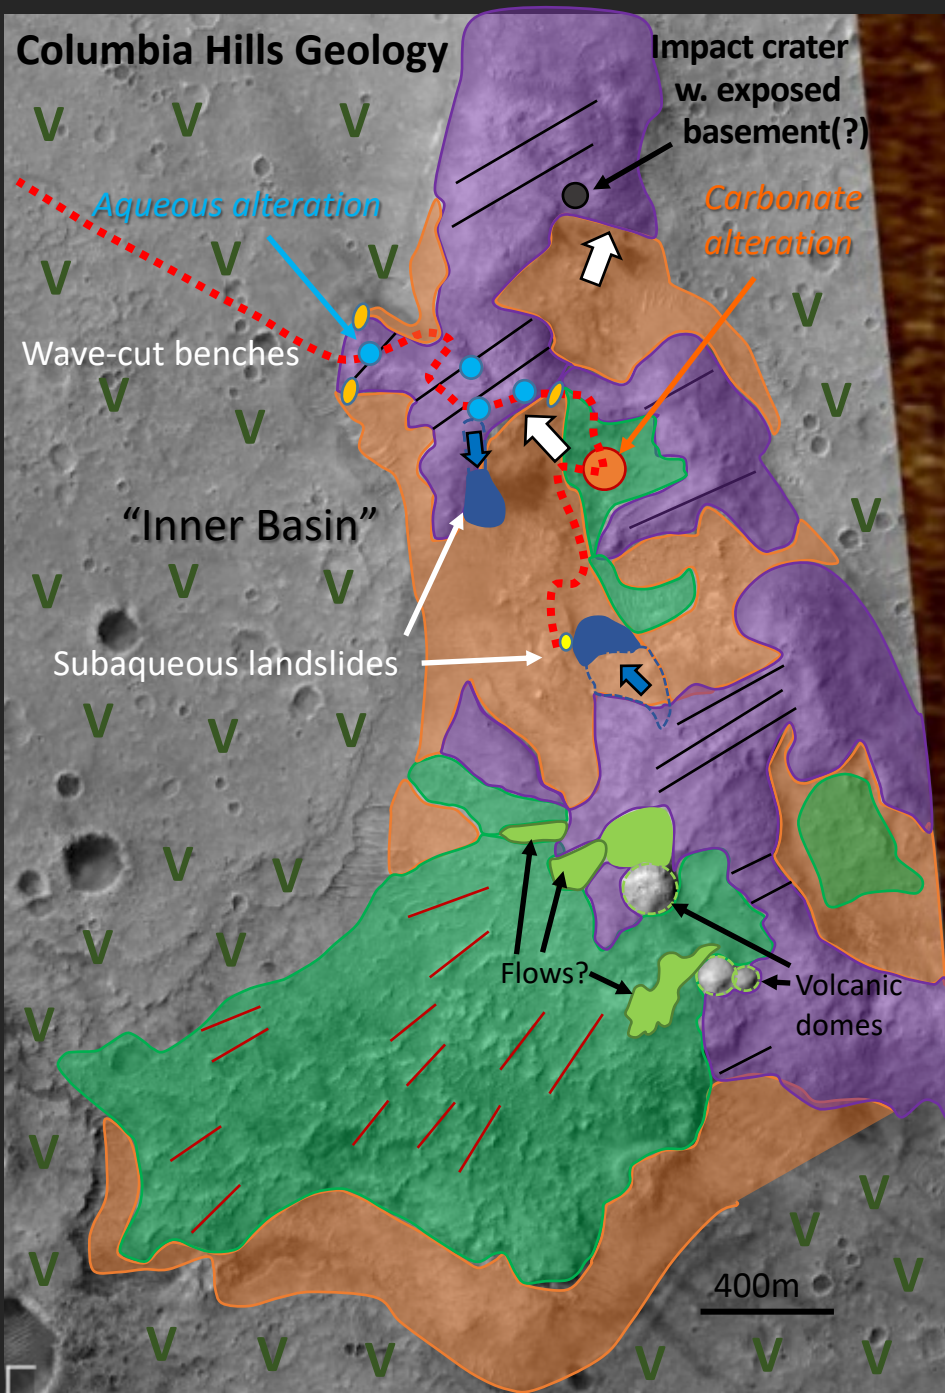 Columbia Hills Geology
Impact crater
w. exposed
basement(?)
V V V
Aqueous alteration
Carbonate
alteration
V V V
V
Wave-cut benches
V V
V
"Inner Basin"
V
V V V
Subaqueous landslides
V V V
V V
V V
Flows?
Volcanic
domes
V
V
V
V
V
V
400m
V V V
V V V